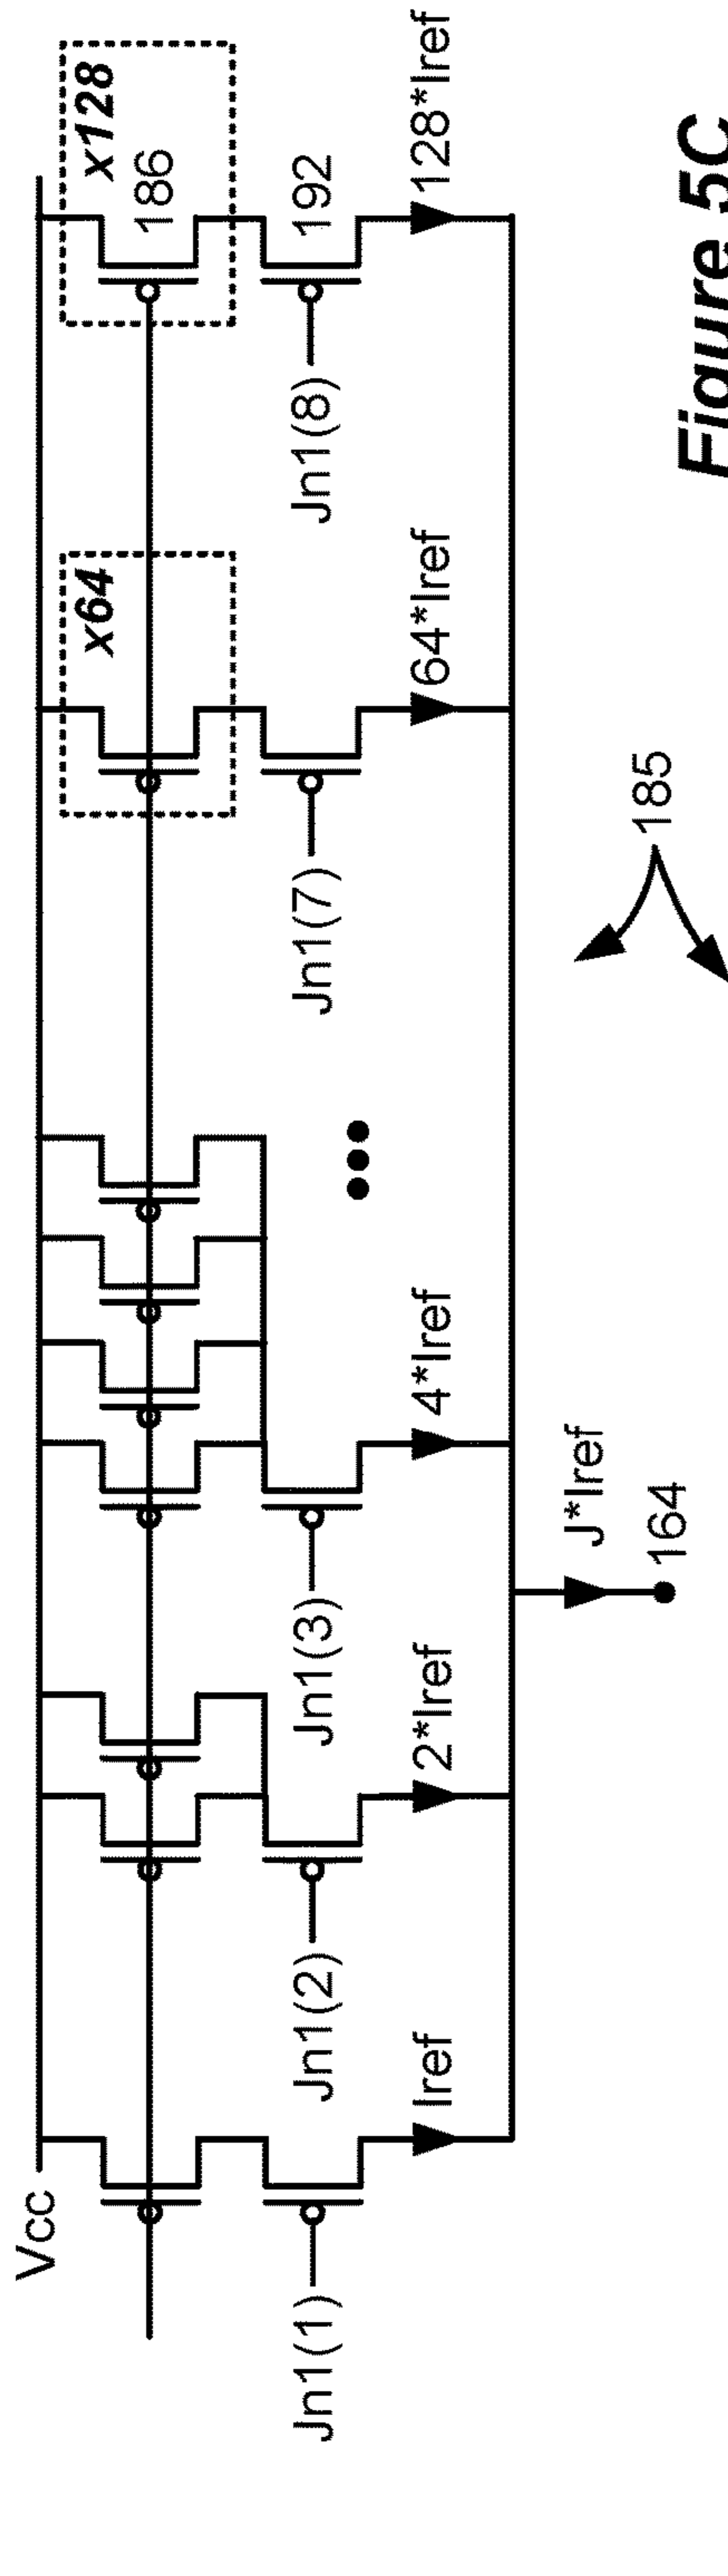 Vcc
x64
x128
186
Jn1(1)
Jn1(2)
Jn1(3)
Jn1(7)
Jn1(8)
192
Iref
2*Iref
4*Iref
64*Iref
128*Iref
J*Iref
164
185
Figure 5C